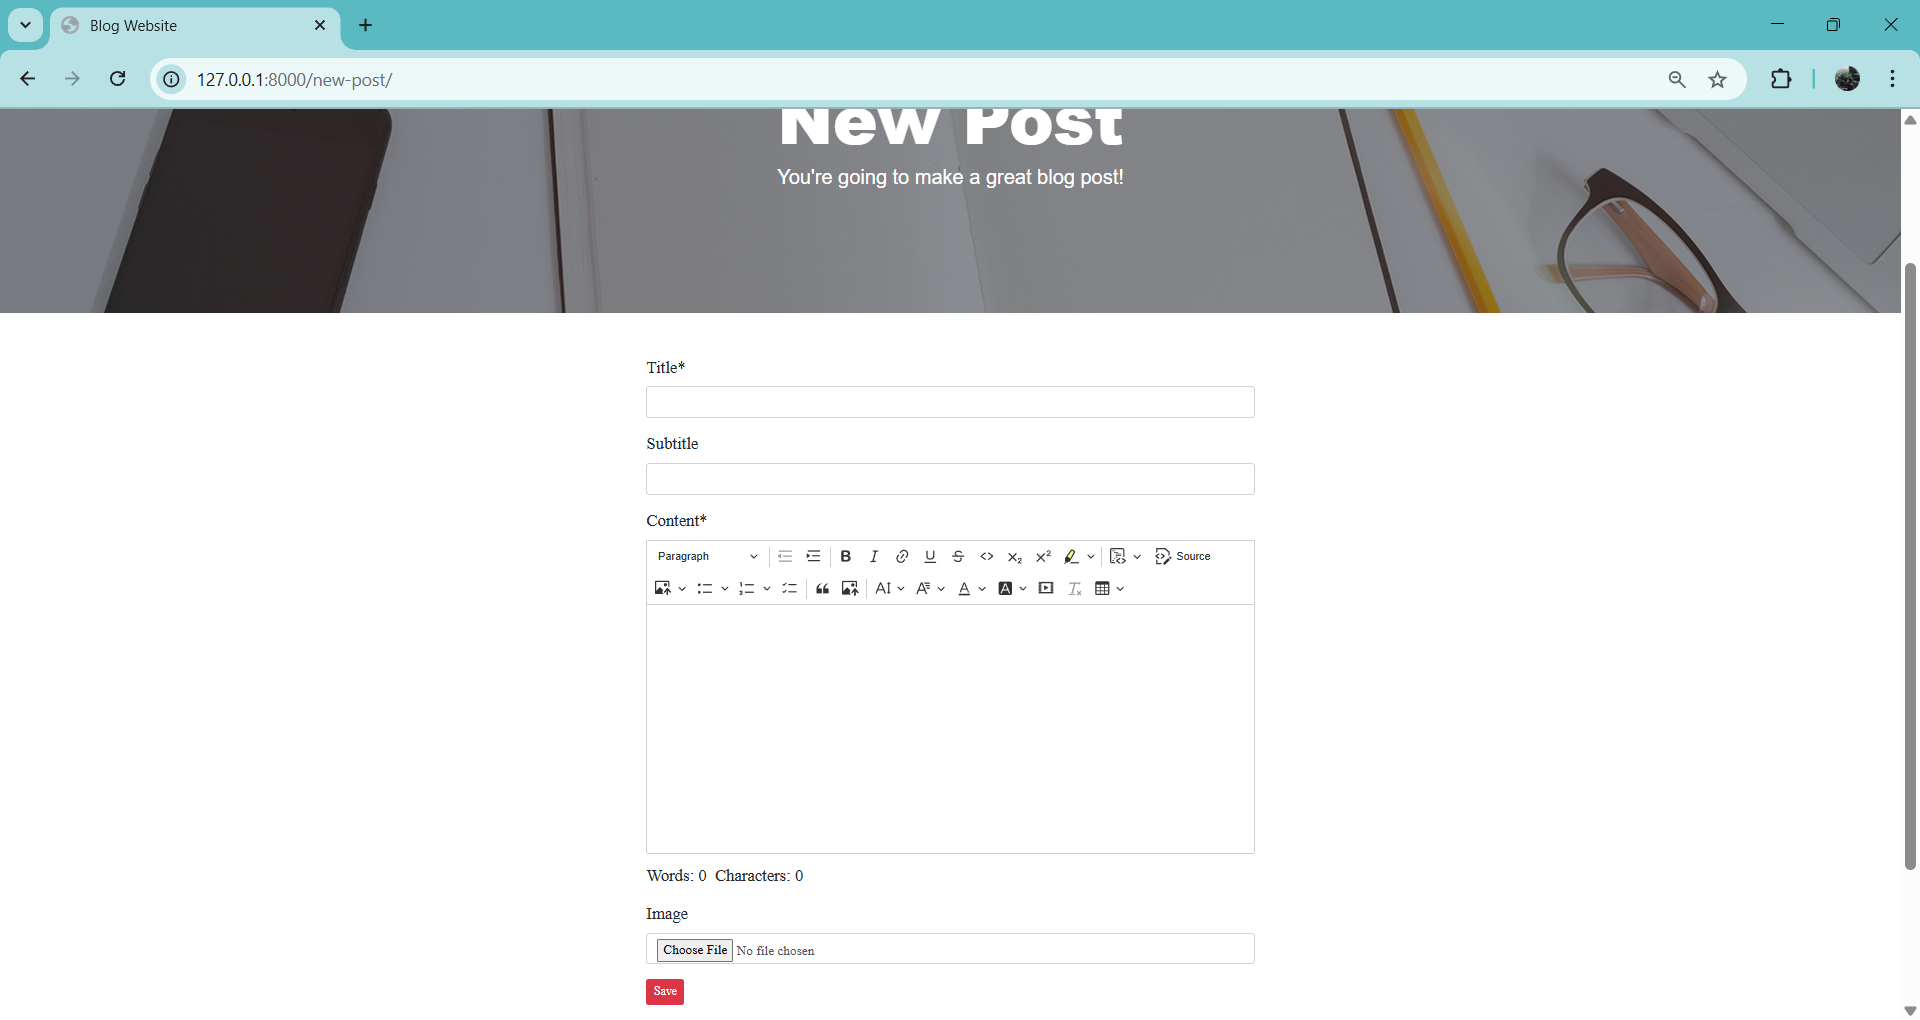 Blog Website
127.0.0.1:8000/new-post/
New Post
You're going to make a great blog post!
Title*
Subtitle
Content*
Paragraph
Source
Words: 0 Characters: 0
Image
Choose File No file chosen
Save